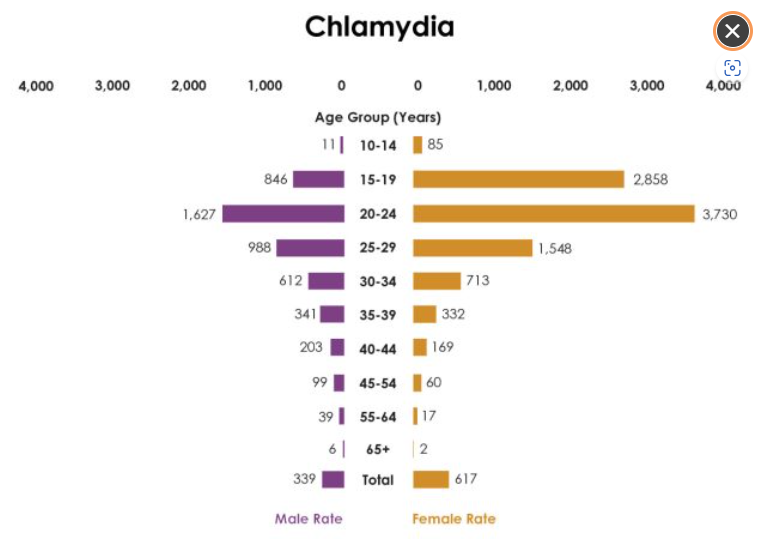 Chlamydia
4,000 3,000 2,000 1,000 0 0 1,000 2,000 3,000 4,000
Age Group (Years)
11 10-14 85
846 15-19 2,858
1,627 20-24 3,730
988 25-29 1,548
612 30-34 713
341 35-39 332
203 40-44 169
99 45-54 60
39 55-64 17
6 65+ 2
339 Total 617
Male Rate Female Rate